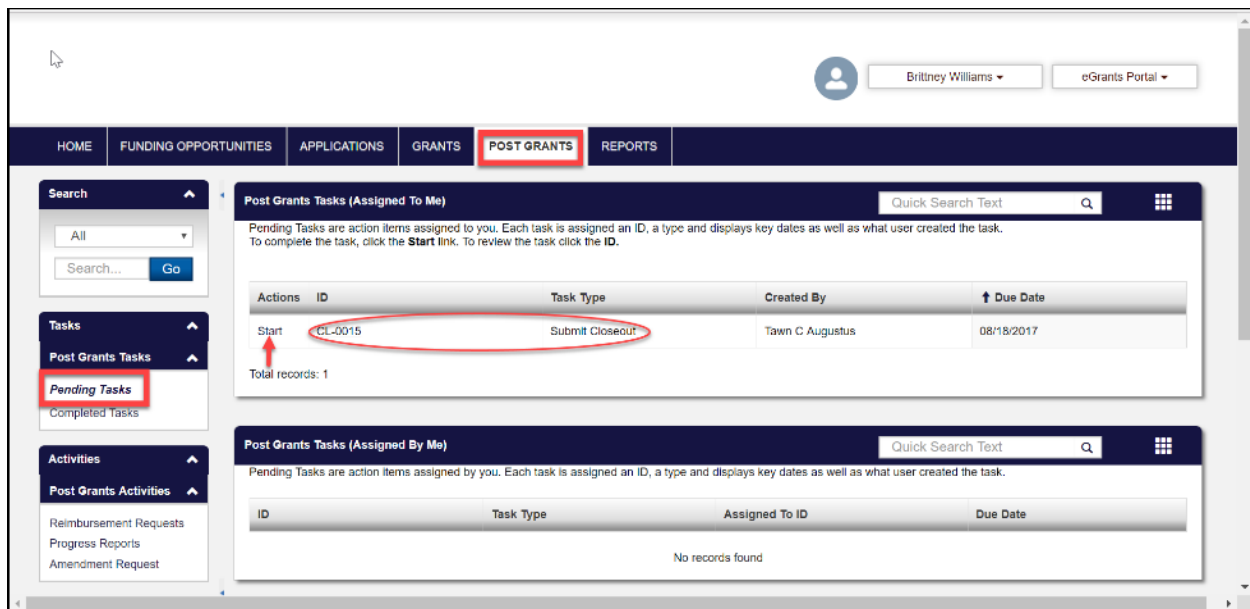 Brittney Williams
eGrants Portal
HOME FUNDING OPPORTUNITIES APPLICATIONS GRANTS POST GRANTS REPORTS
Search
All
Search...
Go
Tasks
Post Grants Tasks
Pending Tasks
Completed Tasks
Activities
Post Grants Activities
Reimbursement Requests
Progress Reports
Amendment Request
Post Grants Tasks (Assigned To Me)
Quick Search Text
Pending Tasks are action items assigned to you. Each task is assigned an ID, a type and displays key dates as well as what user created the task.
To complete the task, click the Start link. To review the task click the ID.
Actions ID Task Type Created By Due Date
Start CL-0015 Submit Closeout Tawn C Augustus 08/18/2017
Total records: 1
Post Grants Tasks (Assigned By Me)
Quick Search Text
Pending Tasks are action items assigned by you. Each task is assigned an ID, a type and displays key dates as well as what user created the task.
ID Task Type Assigned To ID Due Date
No records found